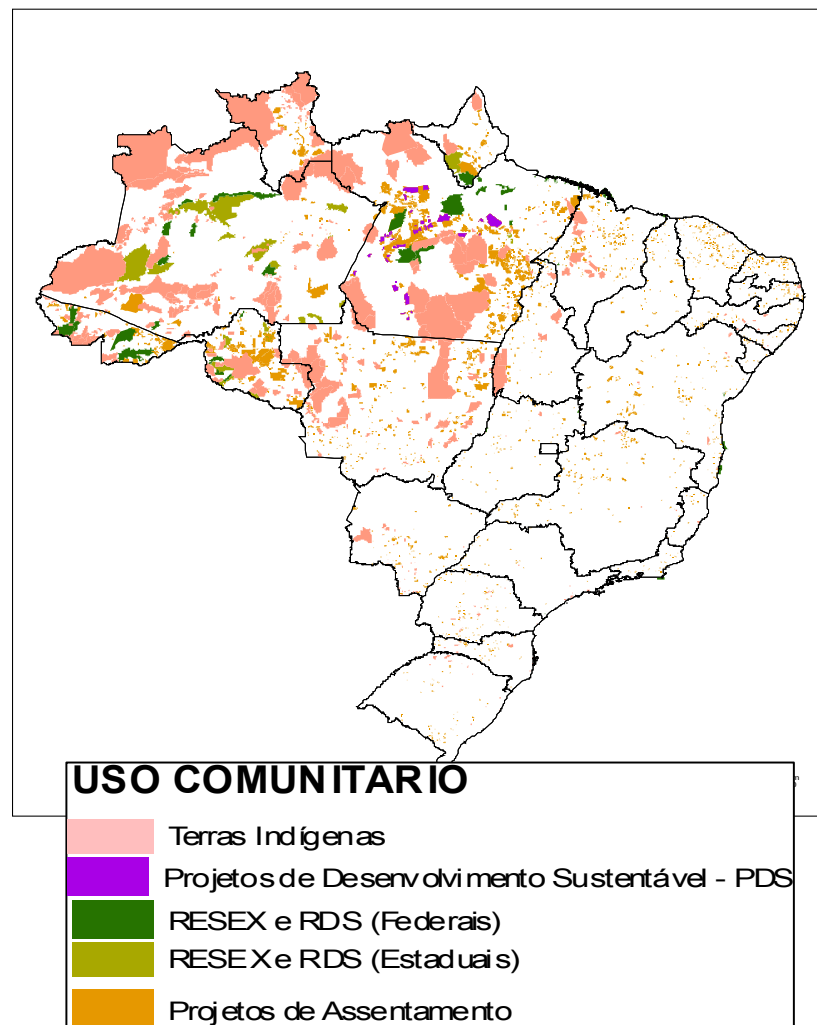 USO COMUNITARIO
Terras Indígenas
Projetos de Desenvolvimento Sustentável - PDS
RESEX e RDS (Federais)
RESEX e RDS (Estaduais)
Projetos de Assentamento